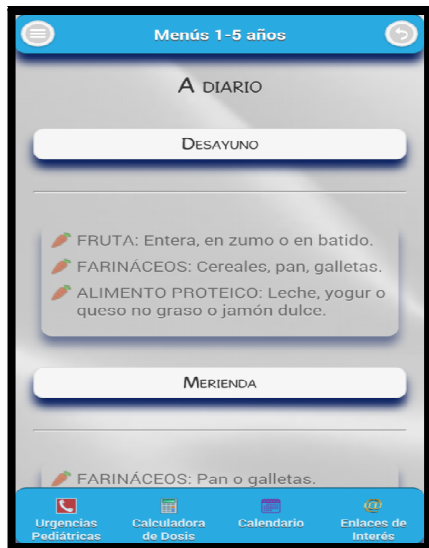 Menús 1-5 años
A DIARIO
DESAYUNO
FRUTA: Entera, en zumo o en batido.
FARINÁCEOS: Cereales, pan, galletas.
ALIMENTO PROTEICO: Leche, yogur o
queso no graso o jamón dulce.
MERIENDA
FARINÁCEOS: Pan o galletas.
Urgencias Pediátricas
Calculadora de Dosis
Calendario
Enlaces de Interés